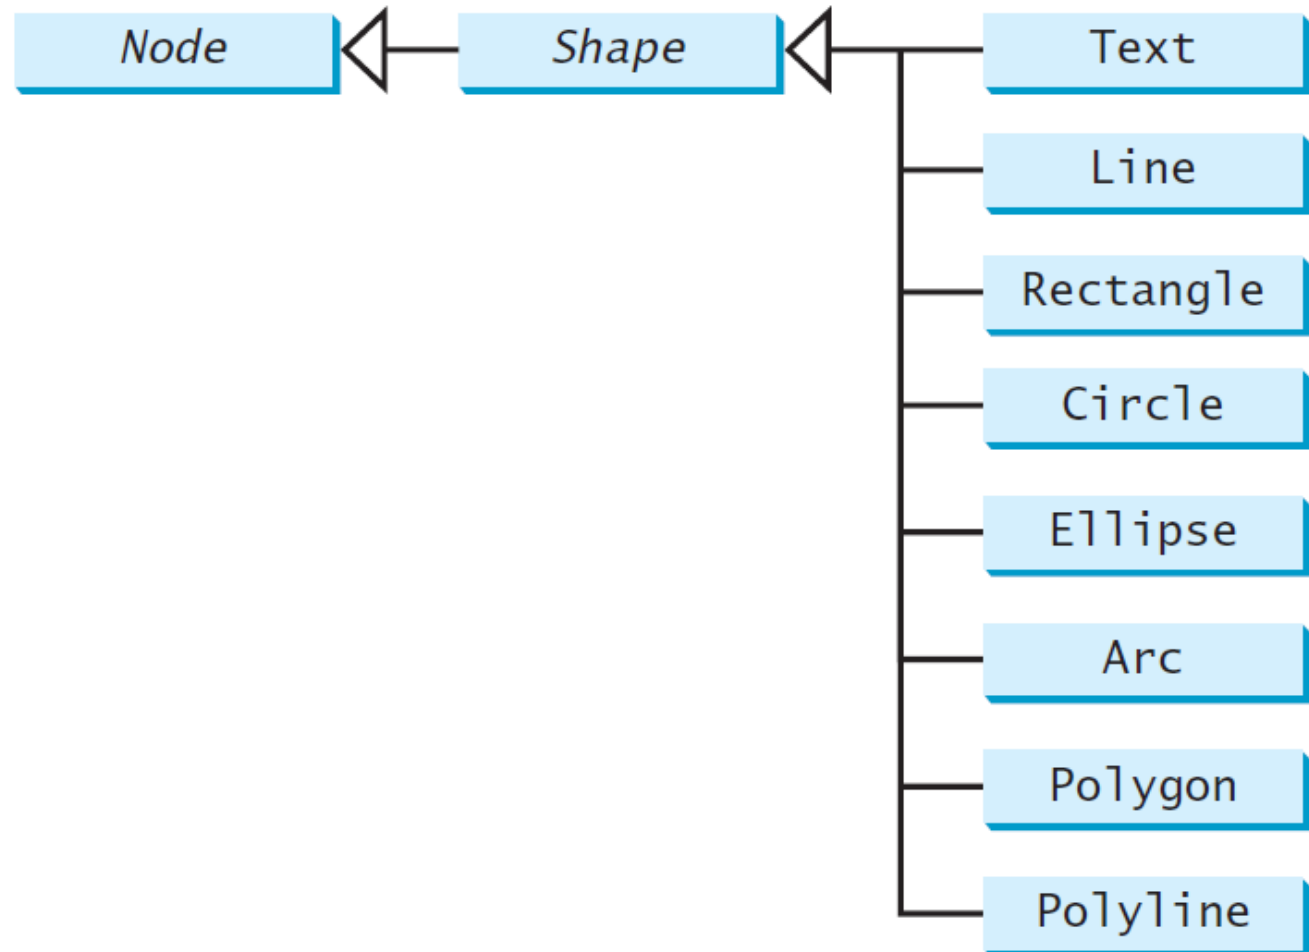 Node
Shape
Text
Line
Rectangle
Circle
Ellipse
Arc
Polygon
Polyline